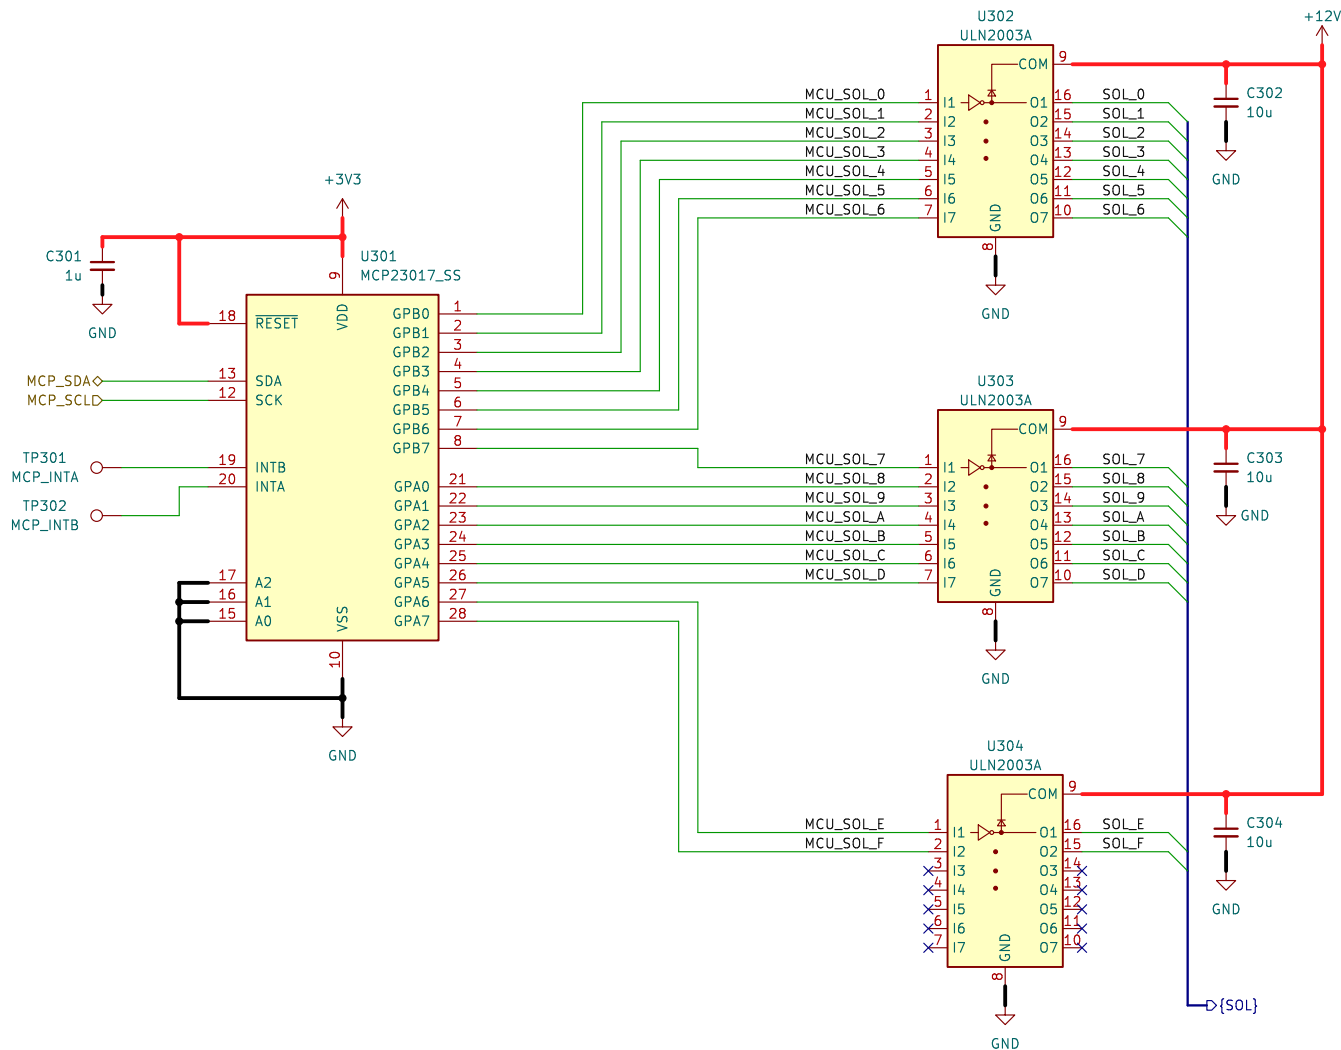 U302
ULN2003A
+12V
COM
9
C302
10u
GND
MCU_SOL_0
1
I1
O1
16
SOL_0
MCU_SOL_1
2
I2
O2
15
SOL_1
MCU_SOL_2
3
I3
O3
14
SOL_2
MCU_SOL_3
4
I4
O4
13
SOL_3
MCU_SOL_4
5
I5
O5
12
SOL_4
MCU_SOL_5
6
I6
O6
11
SOL_5
MCU_SOL_6
7
I7
O7
10
SOL_6
GND
8
GND
+3V3
C301
1u
GND
U301
MCP23017_SS
9
VDD
18
RESET
MCP_SDA
13
SDA
MCP_SCL
12
SCK
TP301
MCP_INTA
19
INTB
20
INTA
TP302
MCP_INTB
17
A2
16
A1
15
A0
VSS
10
GND
GPB0
1
GPB1
2
GPB2
3
GPB3
4
GPB4
5
GPB5
6
GPB6
7
GPB7
8
GPA0
21
GPA1
22
GPA2
23
GPA3
24
GPA4
25
GPA5
26
GPA6
27
GPA7
28
U303
ULN2003A
COM
9
C303
10u
GND
MCU_SOL_7
1
I1
O1
16
SOL_7
MCU_SOL_8
2
I2
O2
15
SOL_8
MCU_SOL_9
3
I3
O3
14
SOL_9
MCU_SOL_A
4
I4
O4
13
SOL_A
MCU_SOL_B
5
I5
O5
12
SOL_B
MCU_SOL_C
6
I6
O6
11
SOL_C
MCU_SOL_D
7
I7
O7
10
SOL_D
GND
8
GND
U304
ULN2003A
COM
9
C304
10u
GND
MCU_SOL_E
1
I1
O1
16
SOL_E
MCU_SOL_F
2
I2
O2
15
SOL_F
3
I3
O3
14
4
I4
O4
13
5
I5
O5
12
6
I6
O6
11
7
I7
O7
10
GND
8
GND
{SOL}